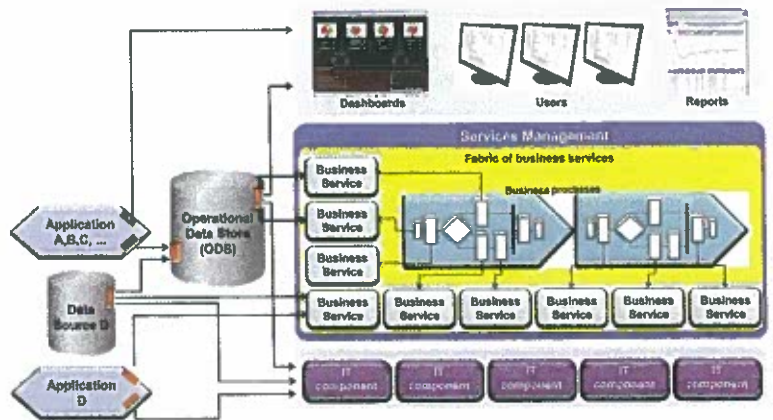 Dashboards
Users
Reports
Services Management
Fabric of business services
Business
Service
Business processes
Business
Service
Business
Service
Business
Service
Business
Service
Business
Service
Business
Service
Business
Service
Business
Service
Operational
Data Store
(ODS)
Application
A,B,C, ...
Data
Source D
Application
D
IT
component
IT
component
IT
component
IT
component
IT
component